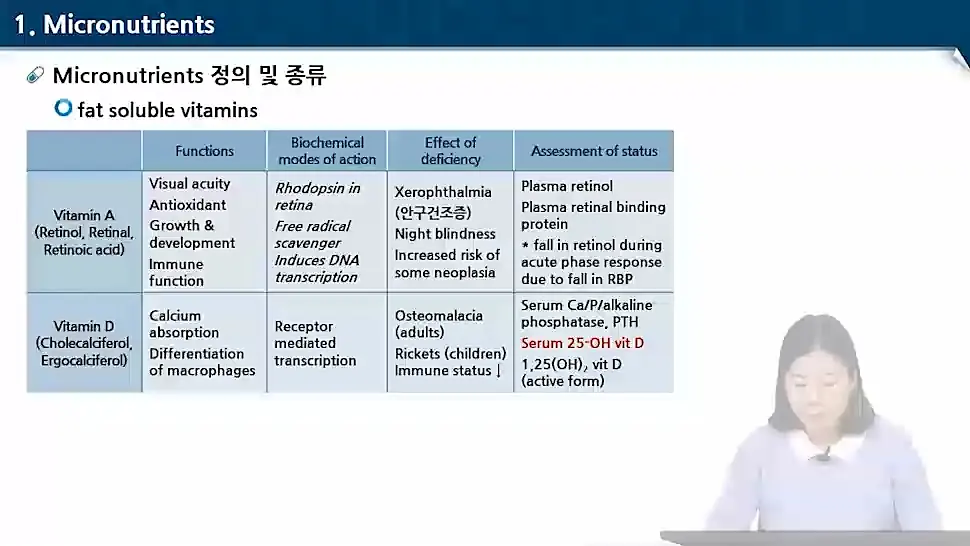 1. Micronutrients
Micronutrients 정의 및 종류
fat soluble vitamins
Functions
Biochemical
modes of action
Effect of
deficiency
Assessment of status
Vitamin A
(Retinol, Retinal,
Retinoic acid)
Visual acuity
Antioxidant
Growth &
development
Immune
function
Rhodopsin in
retina
Free radical
scavenger
Induces DNA
transcription
Xerophthalmia
(안구건조증)
Night blindness
Increased risk of
some neoplasia
Plasma retinol
Plasma retinal binding
protein
* fall in retinol during
acute phase response
due to fall in RBP
Vitamin D
(Cholecalciferol,
Ergocalciferol)
Calcium
absorption
Differentiation
of macrophages
Receptor
mediated
transcription
Osteomalacia
(adults)
Rickets (children)
Immune status ↓
Serum Ca/P/alkaline
phosphatase, PTH
Serum 25-OH vit D
1,25(OH)₂ vit D
(active form)